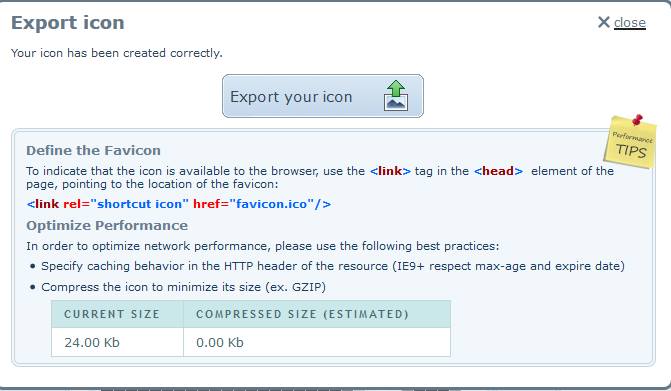 Export icon
close
Your icon has been created correctly.
Export your icon
Performance
TIPS
Define the Favicon
To indicate that the icon is available to the browser, use the <link> tag in the <head> element of the
page, pointing to the location of the favicon:
<link rel="shortcut icon" href="favicon.ico"/>
Optimize Performance
In order to optimize network performance, please use the following best practices:
• Specify caching behavior in the HTTP header of the resource (IE9+ respect max-age and expire date)
• Compress the icon to minimize its size (ex. GZIP)
CURRENT SIZE COMPRESSED SIZE (ESTIMATED)
24.00 Kb 0.00 Kb